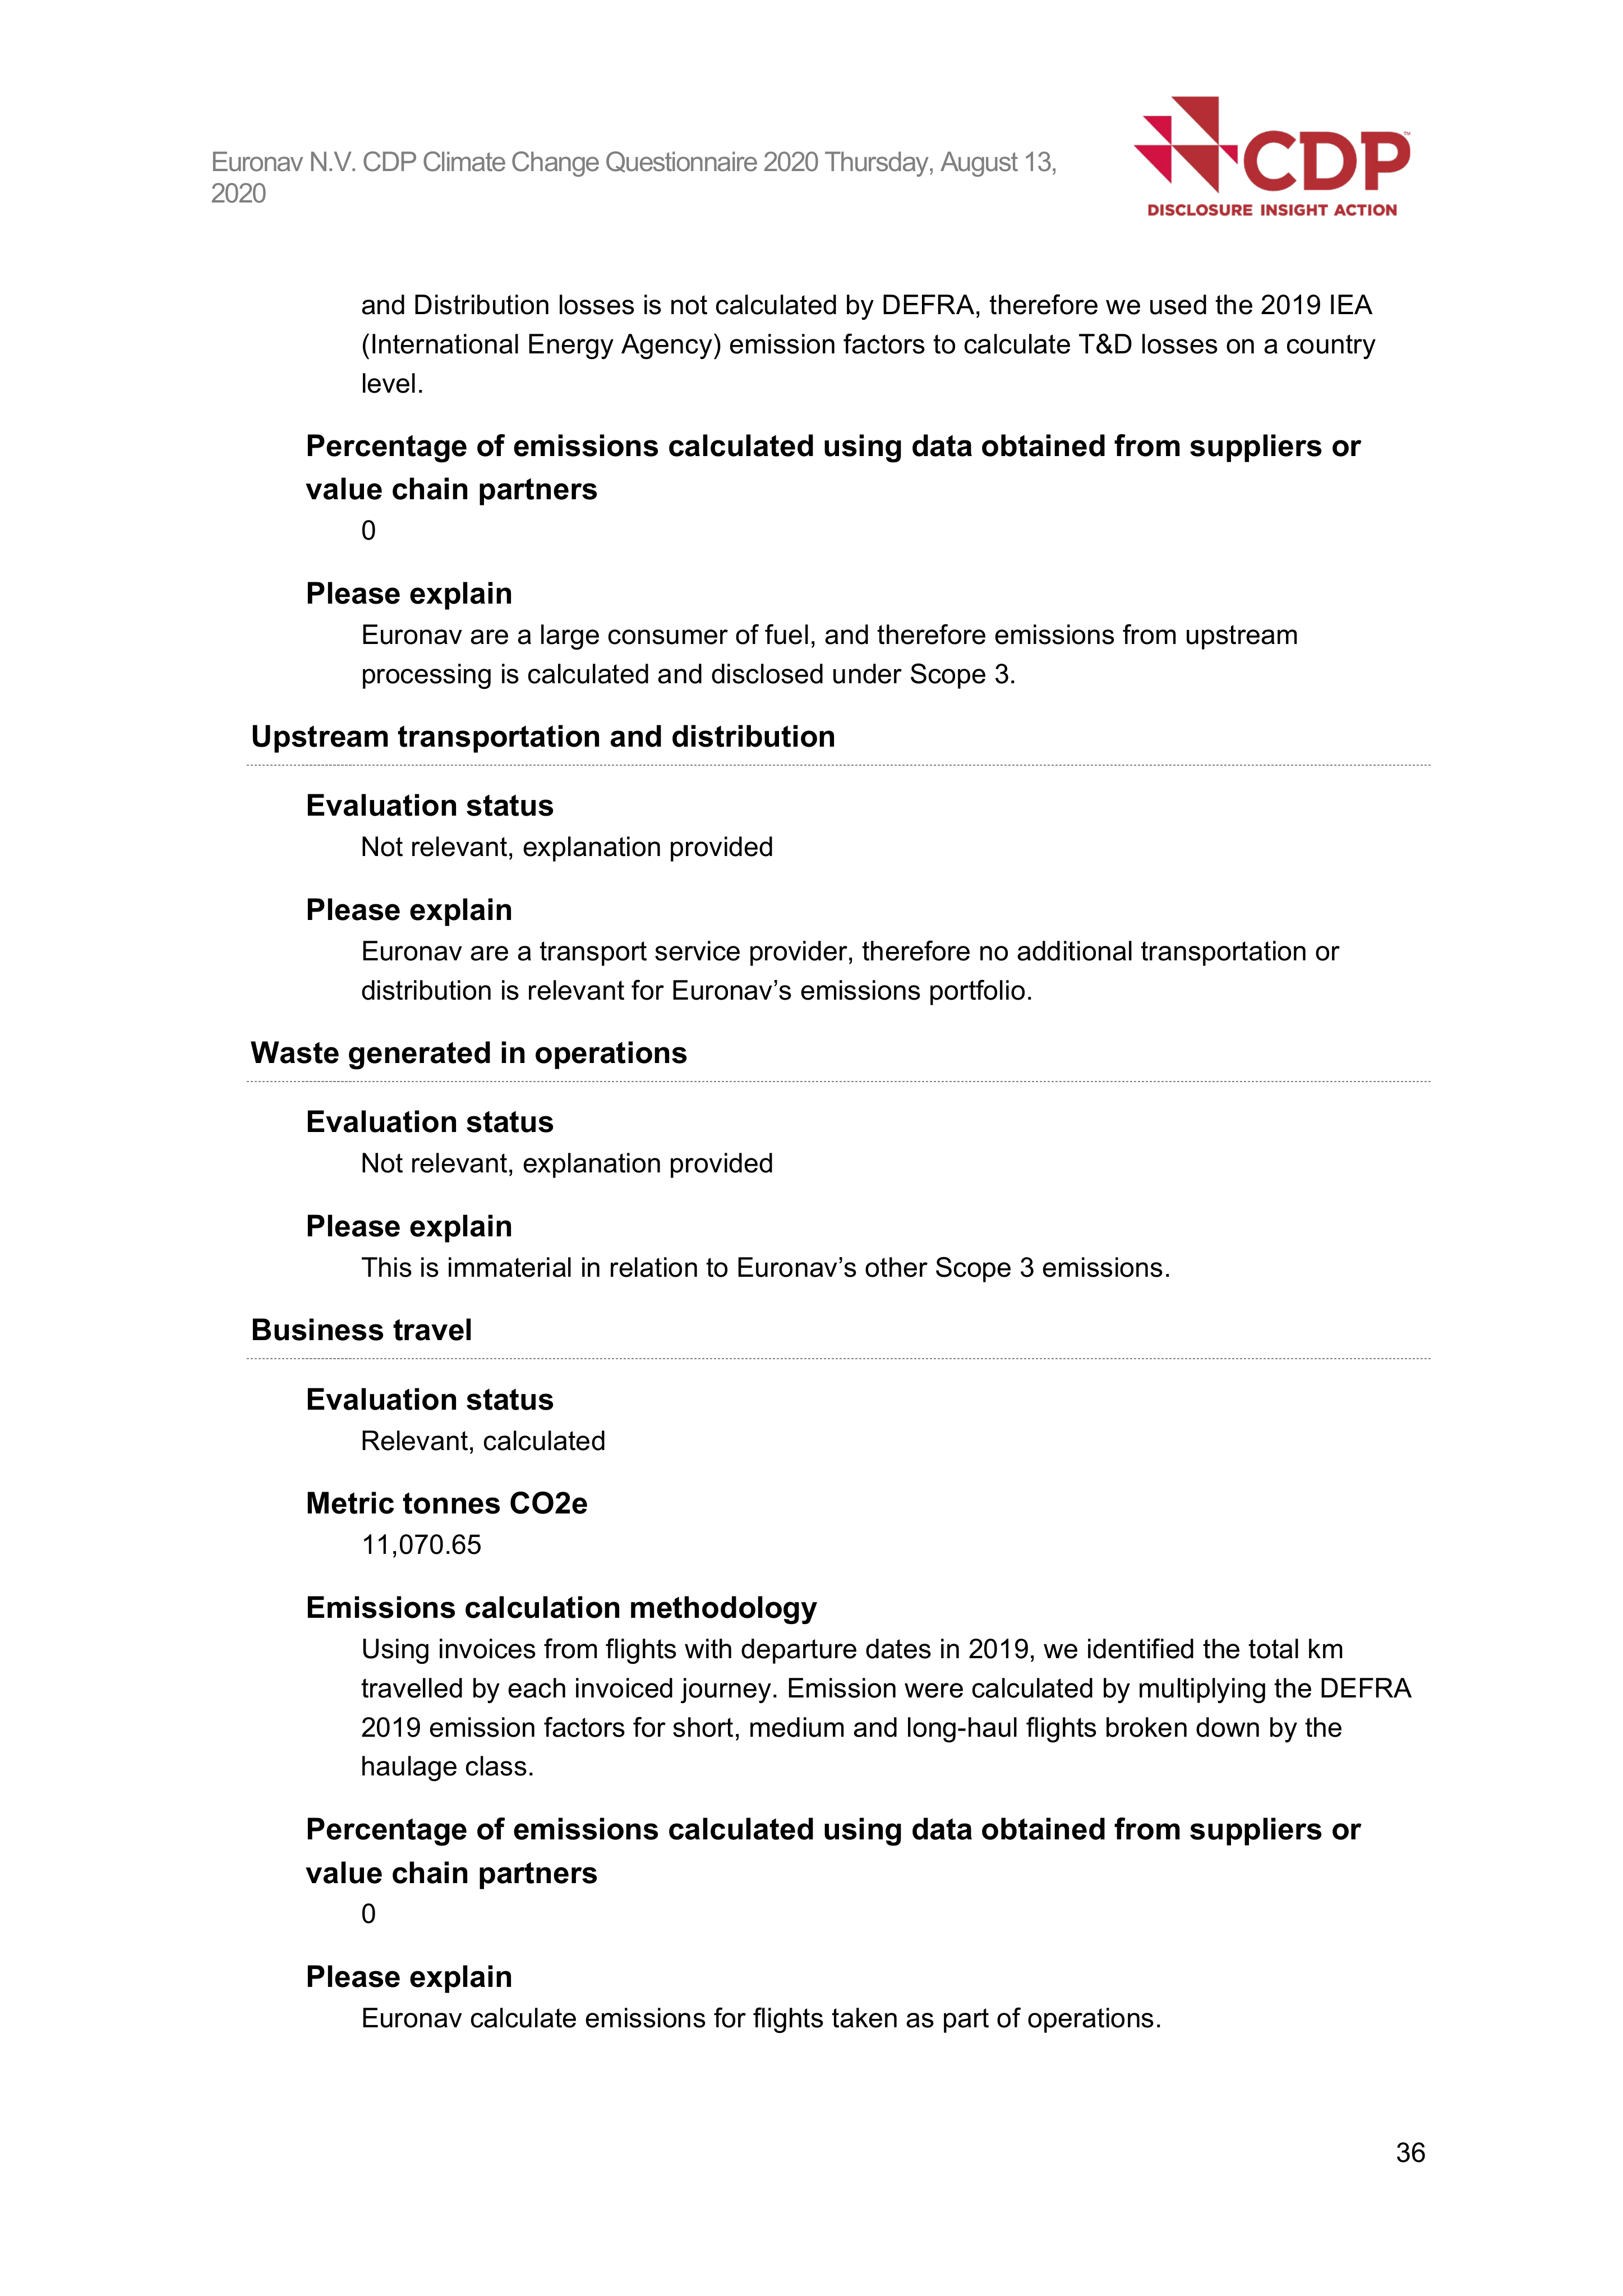 Euronav N.V. CDP Climate Change Questionnaire 2020 Thursday, August 13,
2020
CDP™
DISCLOSURE INSIGHT ACTION
and Distribution losses is not calculated by DEFRA, therefore we used the 2019 IEA
(International Energy Agency) emission factors to calculate T&D losses on a country
level.
Percentage of emissions calculated using data obtained from suppliers or
value chain partners
0
Please explain
Euronav are a large consumer of fuel, and therefore emissions from upstream
processing is calculated and disclosed under Scope 3.
Upstream transportation and distribution
Evaluation status
Not relevant, explanation provided
Please explain
Euronav are a transport service provider, therefore no additional transportation or
distribution is relevant for Euronav’s emissions portfolio.
Waste generated in operations
Evaluation status
Not relevant, explanation provided
Please explain
This is immaterial in relation to Euronav’s other Scope 3 emissions.
Business travel
Evaluation status
Relevant, calculated
Metric tonnes CO2e
11,070.65
Emissions calculation methodology
Using invoices from flights with departure dates in 2019, we identified the total km
travelled by each invoiced journey. Emission were calculated by multiplying the DEFRA
2019 emission factors for short, medium and long-haul flights broken down by the
haulage class.
Percentage of emissions calculated using data obtained from suppliers or
value chain partners
0
Please explain
Euronav calculate emissions for flights taken as part of operations.
36